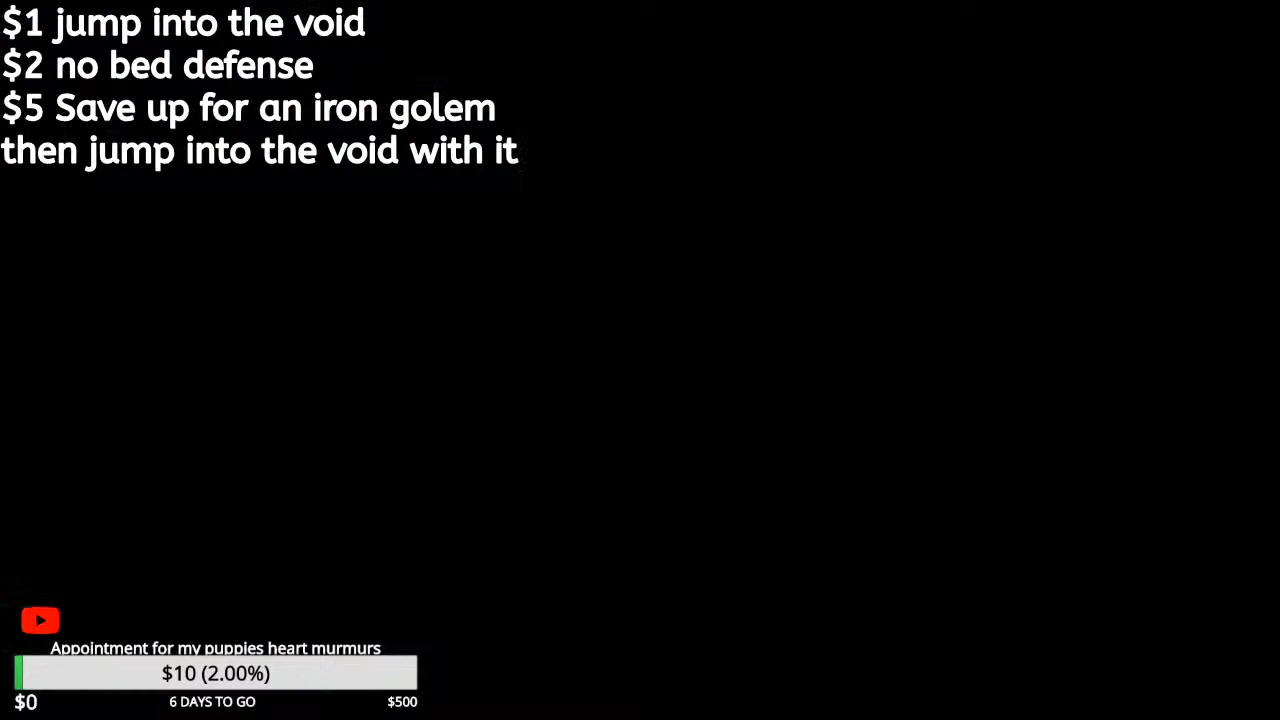 $1 jump into the void
$2 no bed defense
$5 Save up for an iron golem
then jump into the void with it
Appointment for my puppies heart murmurs
$10 (2.00%)
$0 6 DAYS TO GO $500